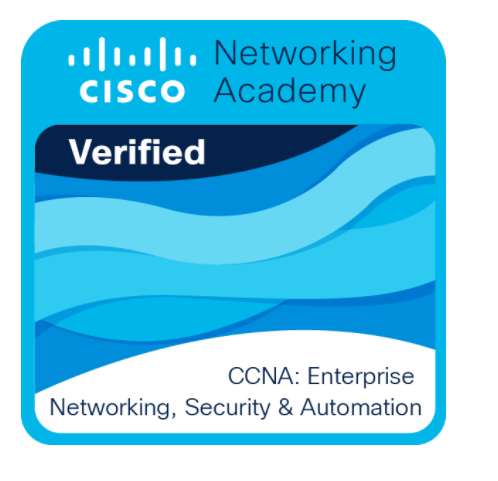 CISCO Networking
Academy
Verified
CCNA: Enterprise
Networking, Security & Automation